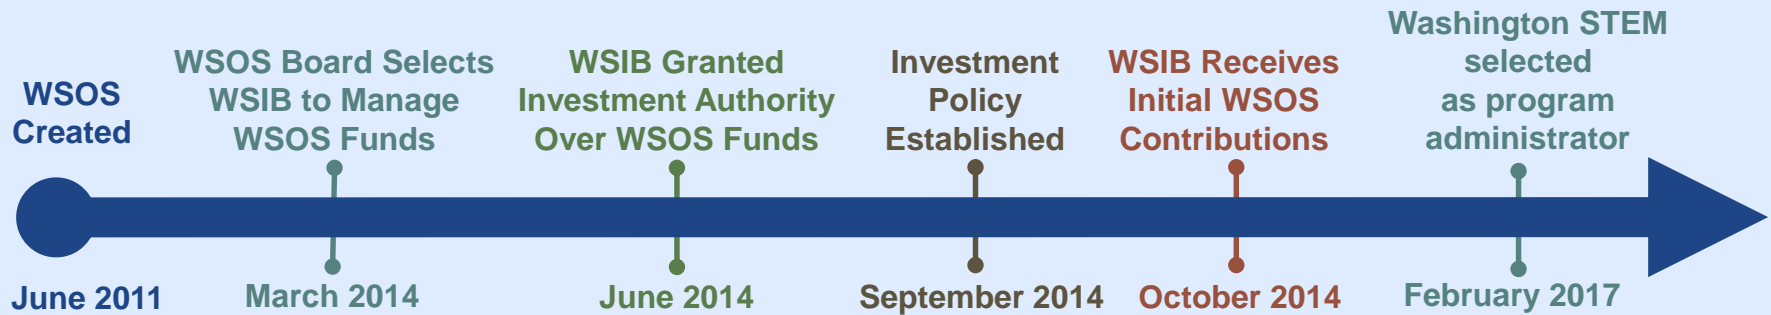 WSOS
Created
June 2011
WSOS Board Selects
WSIB to Manage
WSOS Funds
March 2014
WSIB Granted
Investment Authority
Over WSOS Funds
June 2014
Investment
Policy
Established
September 2014
WSIB Receives
Initial WSOS
Contributions
October 2014
Washington STEM
selected
as program
administrator
February 2017